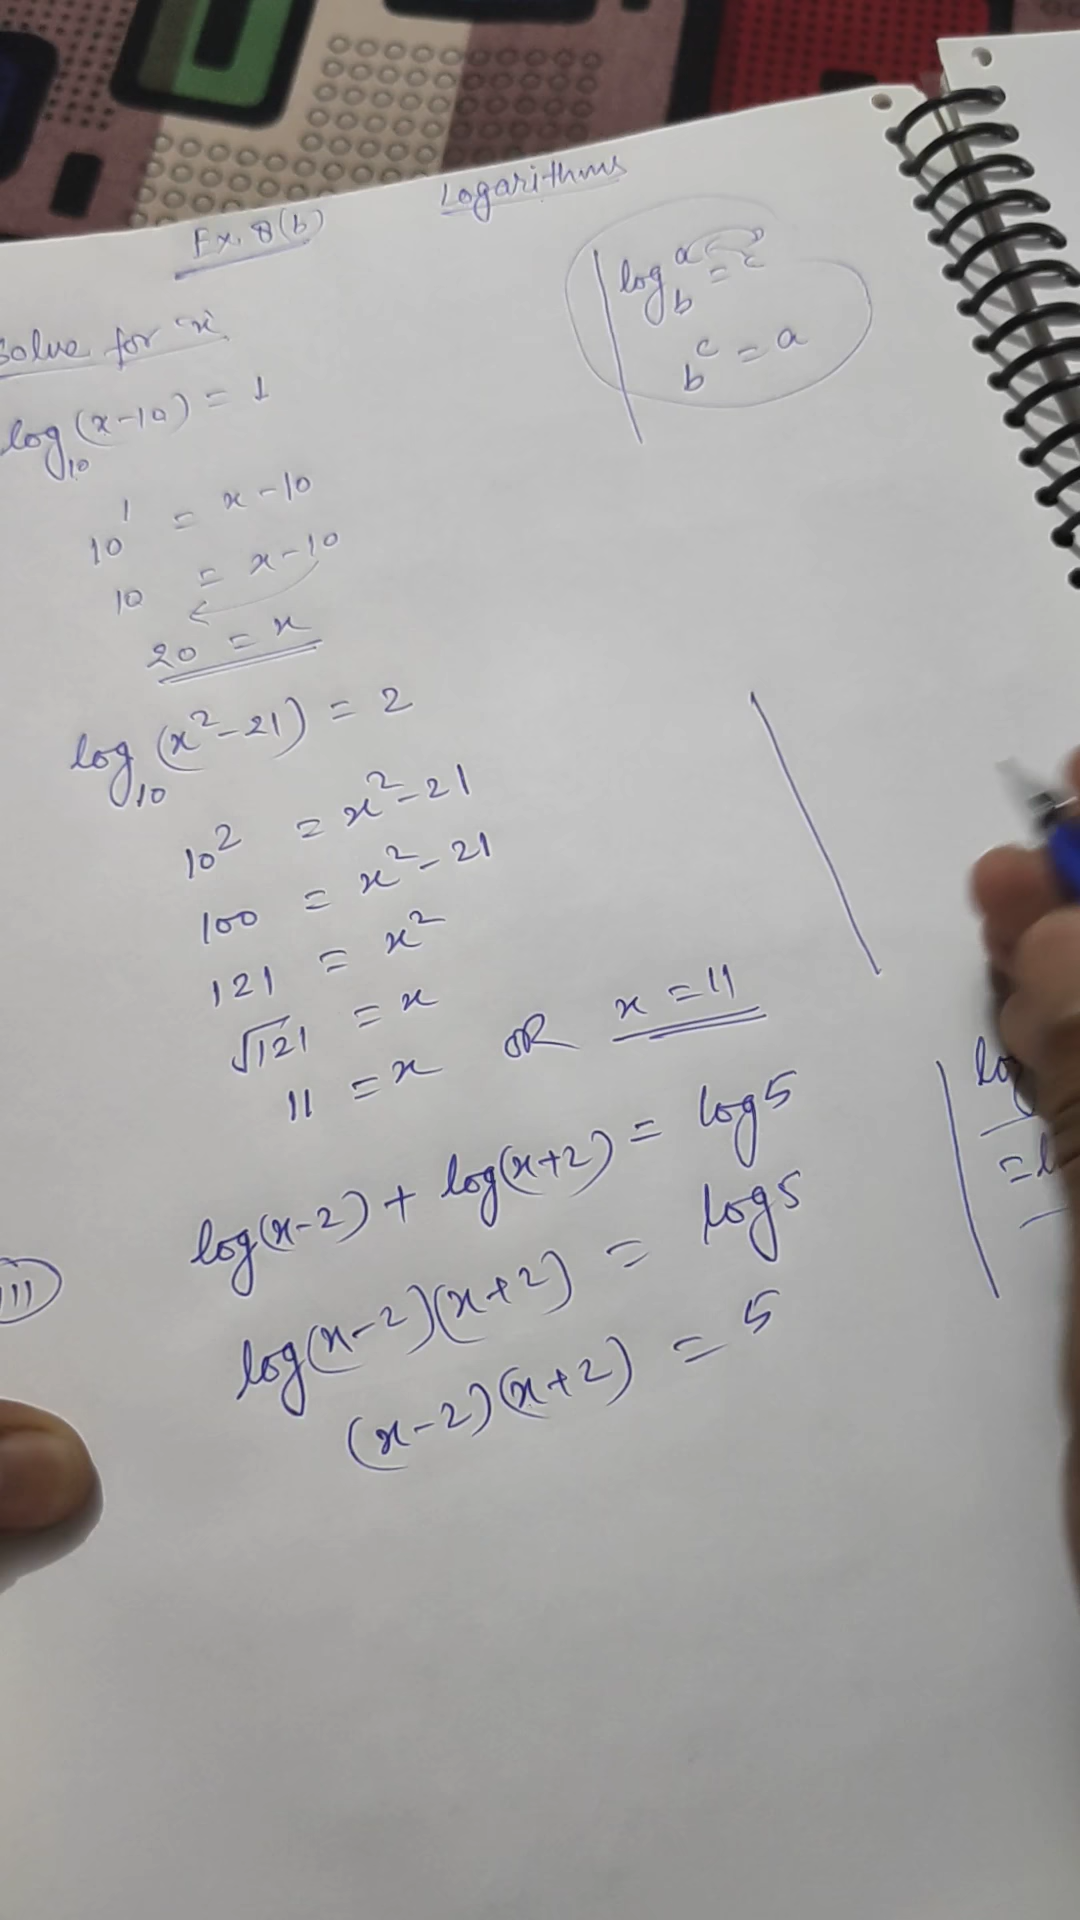 Logarithms
Ex. 8(b)
log_b a = c
b^c = a
Solve for 'x'
log_10 (x-10) = 1
10^1 = x-10
10 = x-10
20 = x
log_10 (x^2-21) = 2
10^2 = x^2-21
100 = x^2-21
121 = x^2
√121 = x
11 = x OR x = 11
III log(x-2) + log(x+2) = log5
log(x-2)(x+2) = log5
(x-2)(x+2) = 5